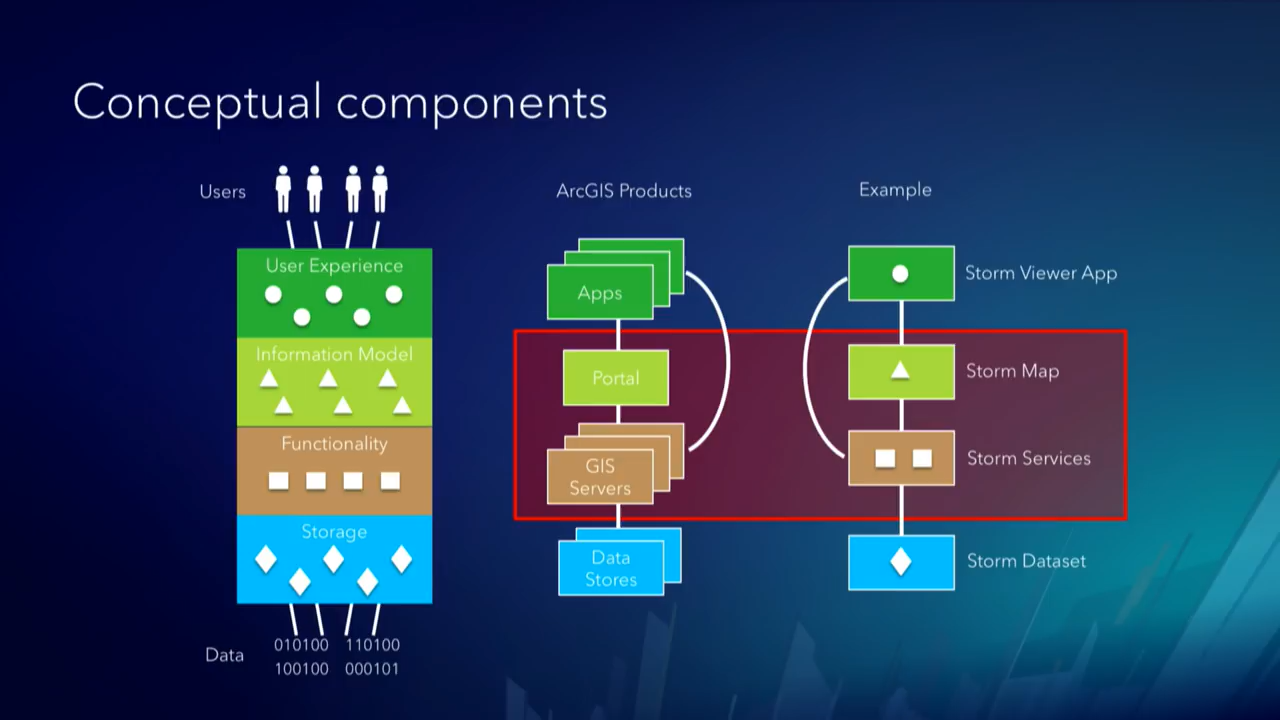 Conceptual components
Users
ArcGIS Products
Example
User Experience
Information Model
Functionality
Storage
Data
010100 110100
100100 000101
Apps
Portal
GIS
Servers
Data
Stores
Storm Viewer App
Storm Map
Storm Services
Storm Dataset